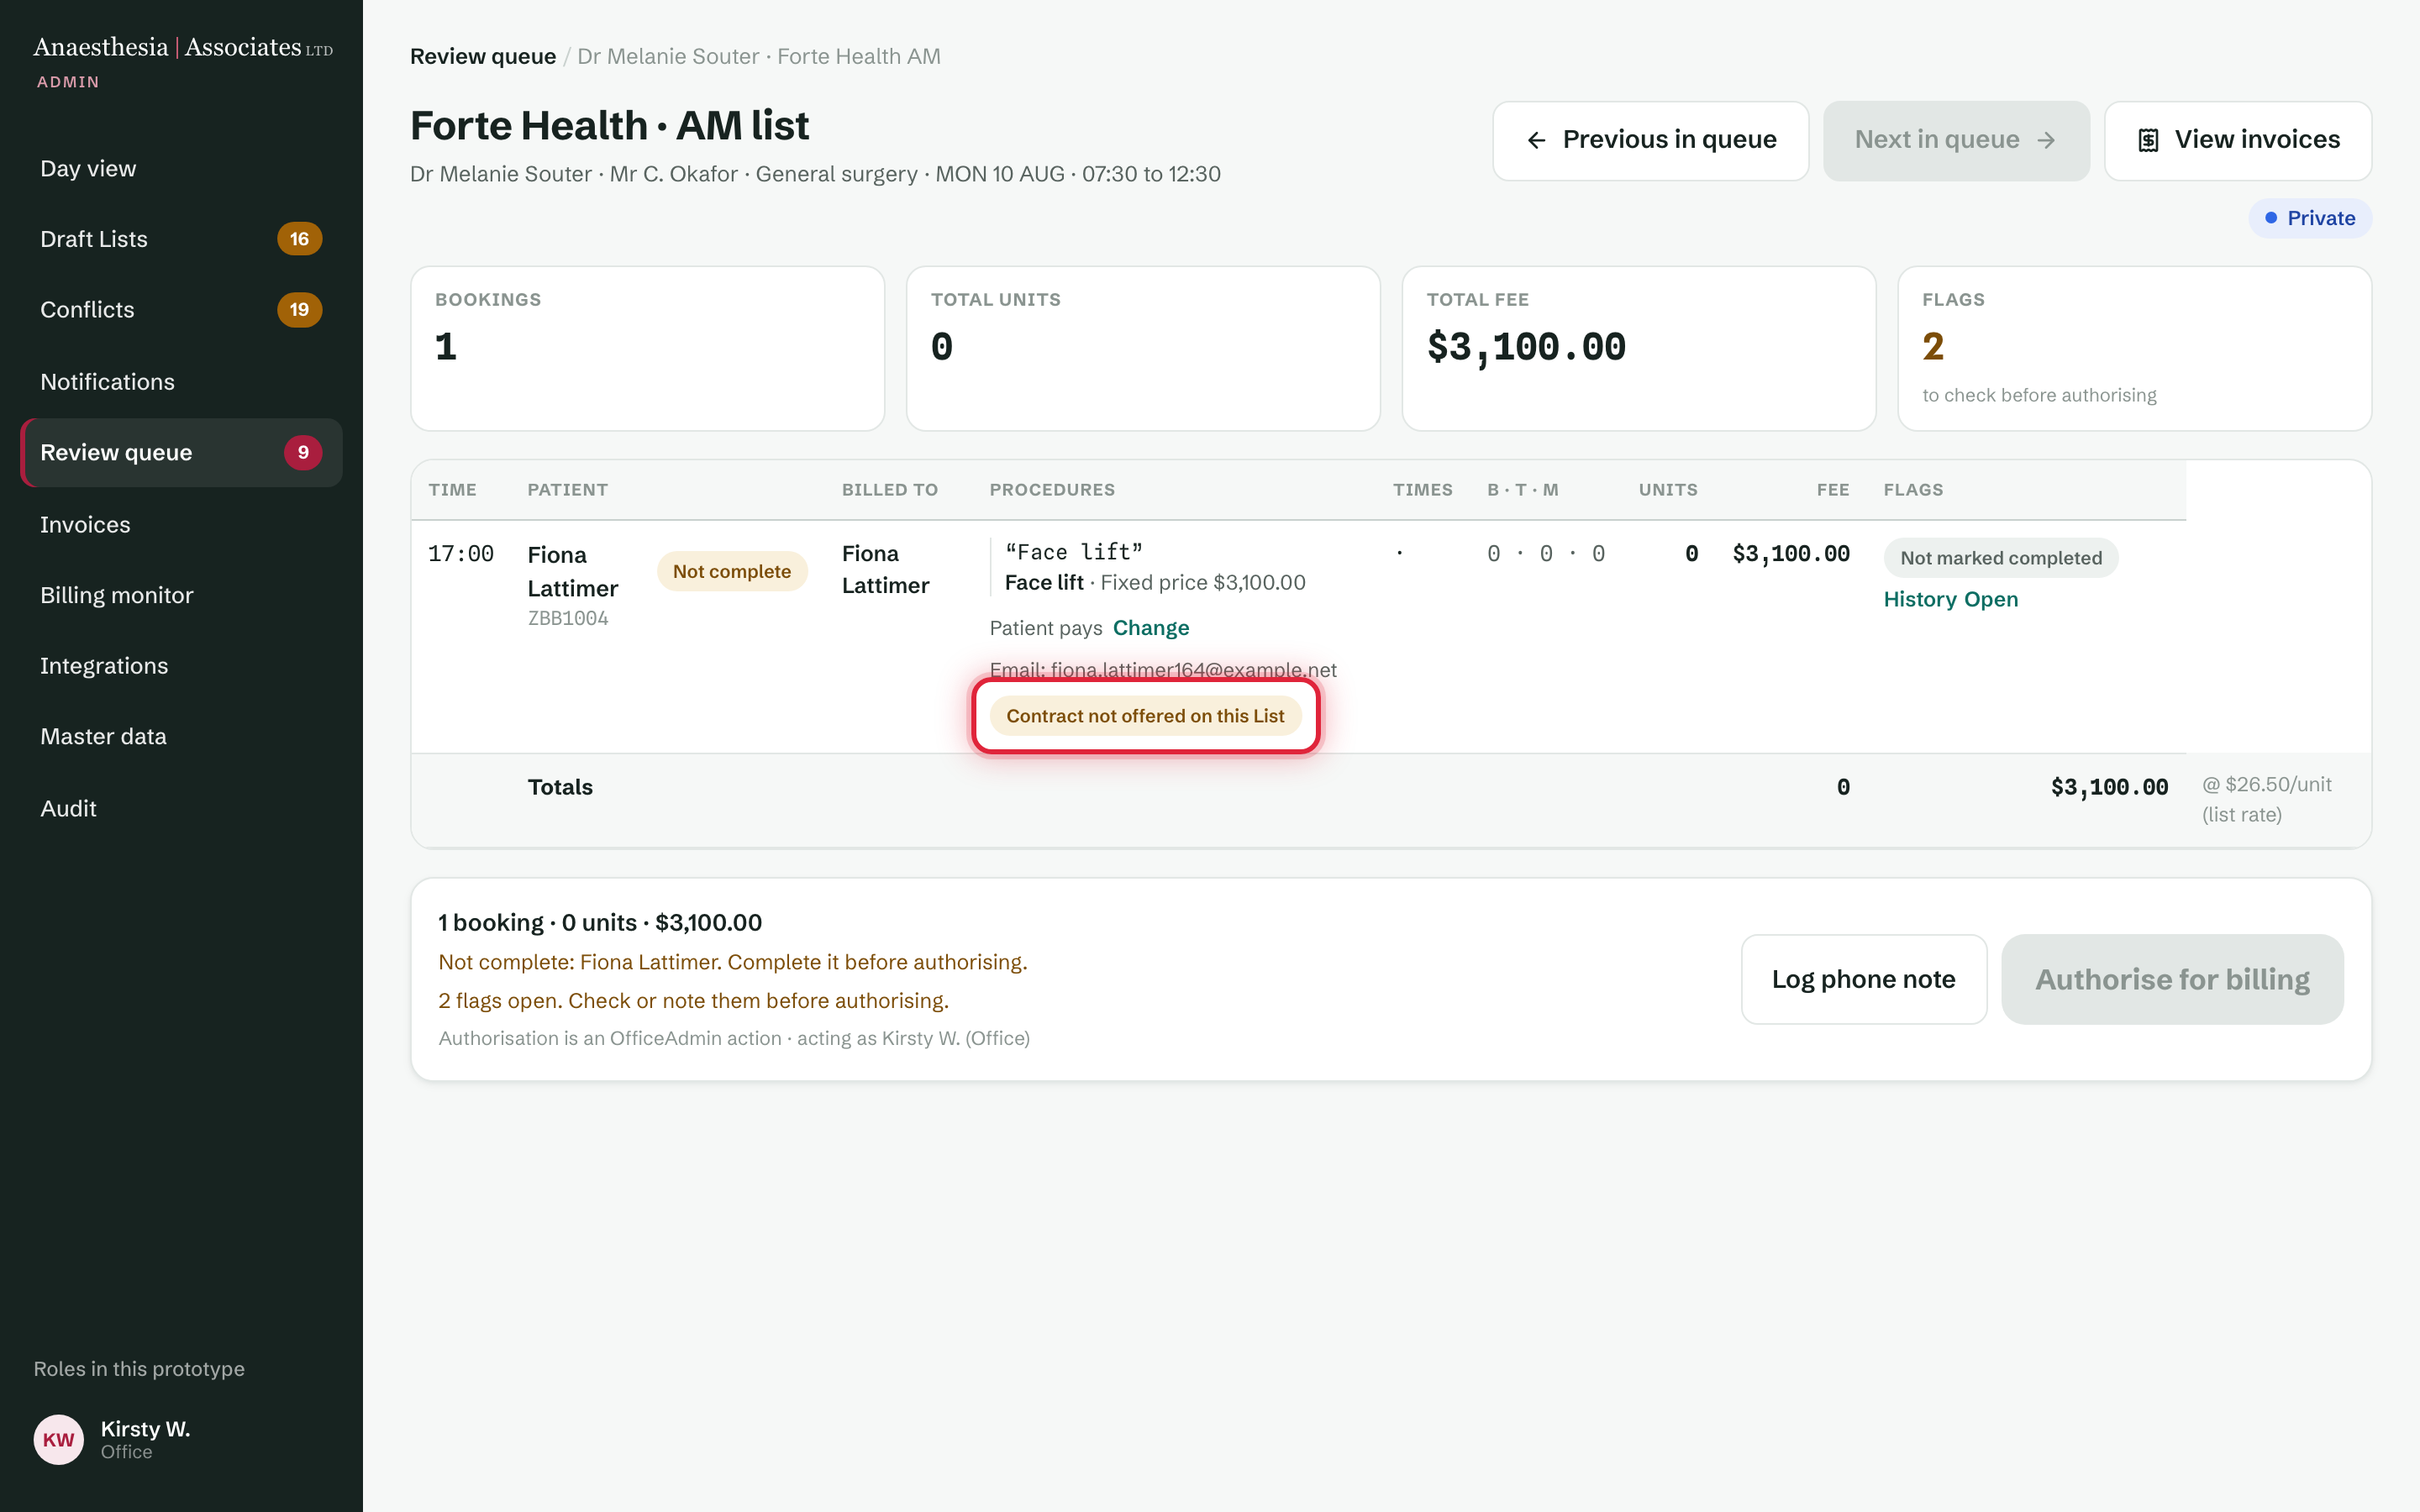 Anaesthesia | Associates LTD
ADMIN
Day view
Draft Lists 16
Conflicts 19
Notifications
Review queue 9
Invoices
Billing monitor
Integrations
Master data
Audit
Roles in this prototype
KW Kirsty W.
Office
Review queue / Dr Melanie Souter · Forte Health AM
Forte Health · AM list
Dr Melanie Souter · Mr C. Okafor · General surgery · MON 10 AUG · 07:30 to 12:30
← Previous in queue
Next in queue →
View invoices
Private
BOOKINGS
1
TOTAL UNITS
0
TOTAL FEE
$3,100.00
FLAGS
2
to check before authorising
TIME PATIENT BILLED TO PROCEDURES TIMES B · T · M UNITS FEE FLAGS
17:00
Fiona
Lattimer
ZBB1004
Not complete
Fiona
Lattimer
“Face lift”
Face lift · Fixed price $3,100.00
Patient pays Change
Email: fiona.lattimer164@example.net
Contract not offered on this List
·
0 · 0 · 0
0
$3,100.00
Not marked completed
History Open
Totals 0 $3,100.00
@ $26.50/unit
(list rate)
1 booking · 0 units · $3,100.00
Not complete: Fiona Lattimer. Complete it before authorising.
2 flags open. Check or note them before authorising.
Authorisation is an OfficeAdmin action · acting as Kirsty W. (Office)
Log phone note
Authorise for billing